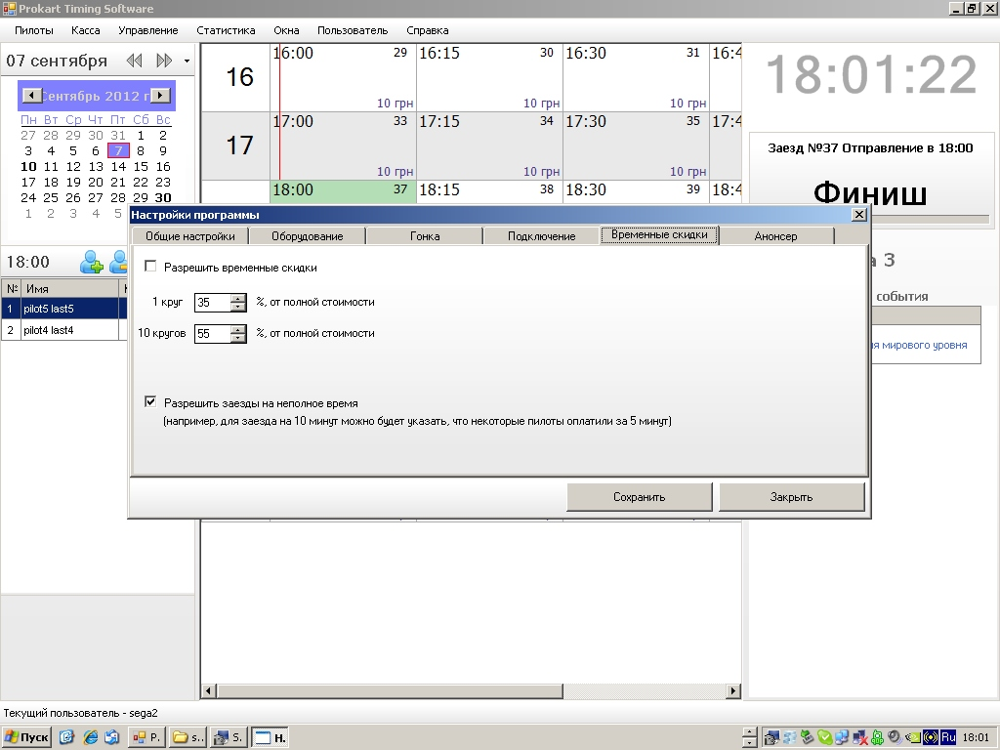 Prokart Timing Software
Пилоты Касса Управление Статистика Окна Пользователь Справка
07 сентября
Сентябрь 2012 г
Пн Вт Ср Чт Пт Сб Вс
27 28 29 30 31 1 2
3 4 5 6 7 8 9
10 11 12 13 14 15 16
17 18 19 20 21 22 23
24 25 26 27 28 29 30
1 2 3 4 5
18:00
№ Имя
1 pilot5 last5
2 pilot4 last4
16 16:00 29 16:15 30 16:30 31 16:4
10 грн 10 грн 10 грн
17 17:00 33 17:15 34 17:30 35 17:4
10 грн 10 грн 10 грн
18:00 37 18:15 38 18:30 39 18:4
18:01:22
Заезд №37 Отправление в 18:00
Финиш
а 3
события
я мирового уровня
Настройки программы
Общие настройки Оборудование Гонка Подключение Временные скидки Анонсер
Разрешить временные скидки
1 круг 35 %, от полной стоимости
10 кругов 55 %, от полной стоимости
Разрешить заезды на неполное время
(например, для заезда на 10 минут можно будет указать, что некоторые пилоты оплатили за 5 минут)
Сохранить Закрыть
Текущий пользователь - sega2
Пуск P. s.. S. Н. Ru 18:01